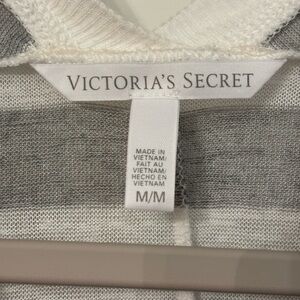 VICTORIA'S SECRET
MADE IN
VIETNAM/
FAIT AU
VIETNAM/
HECHO EN
VIETNAM
M/M